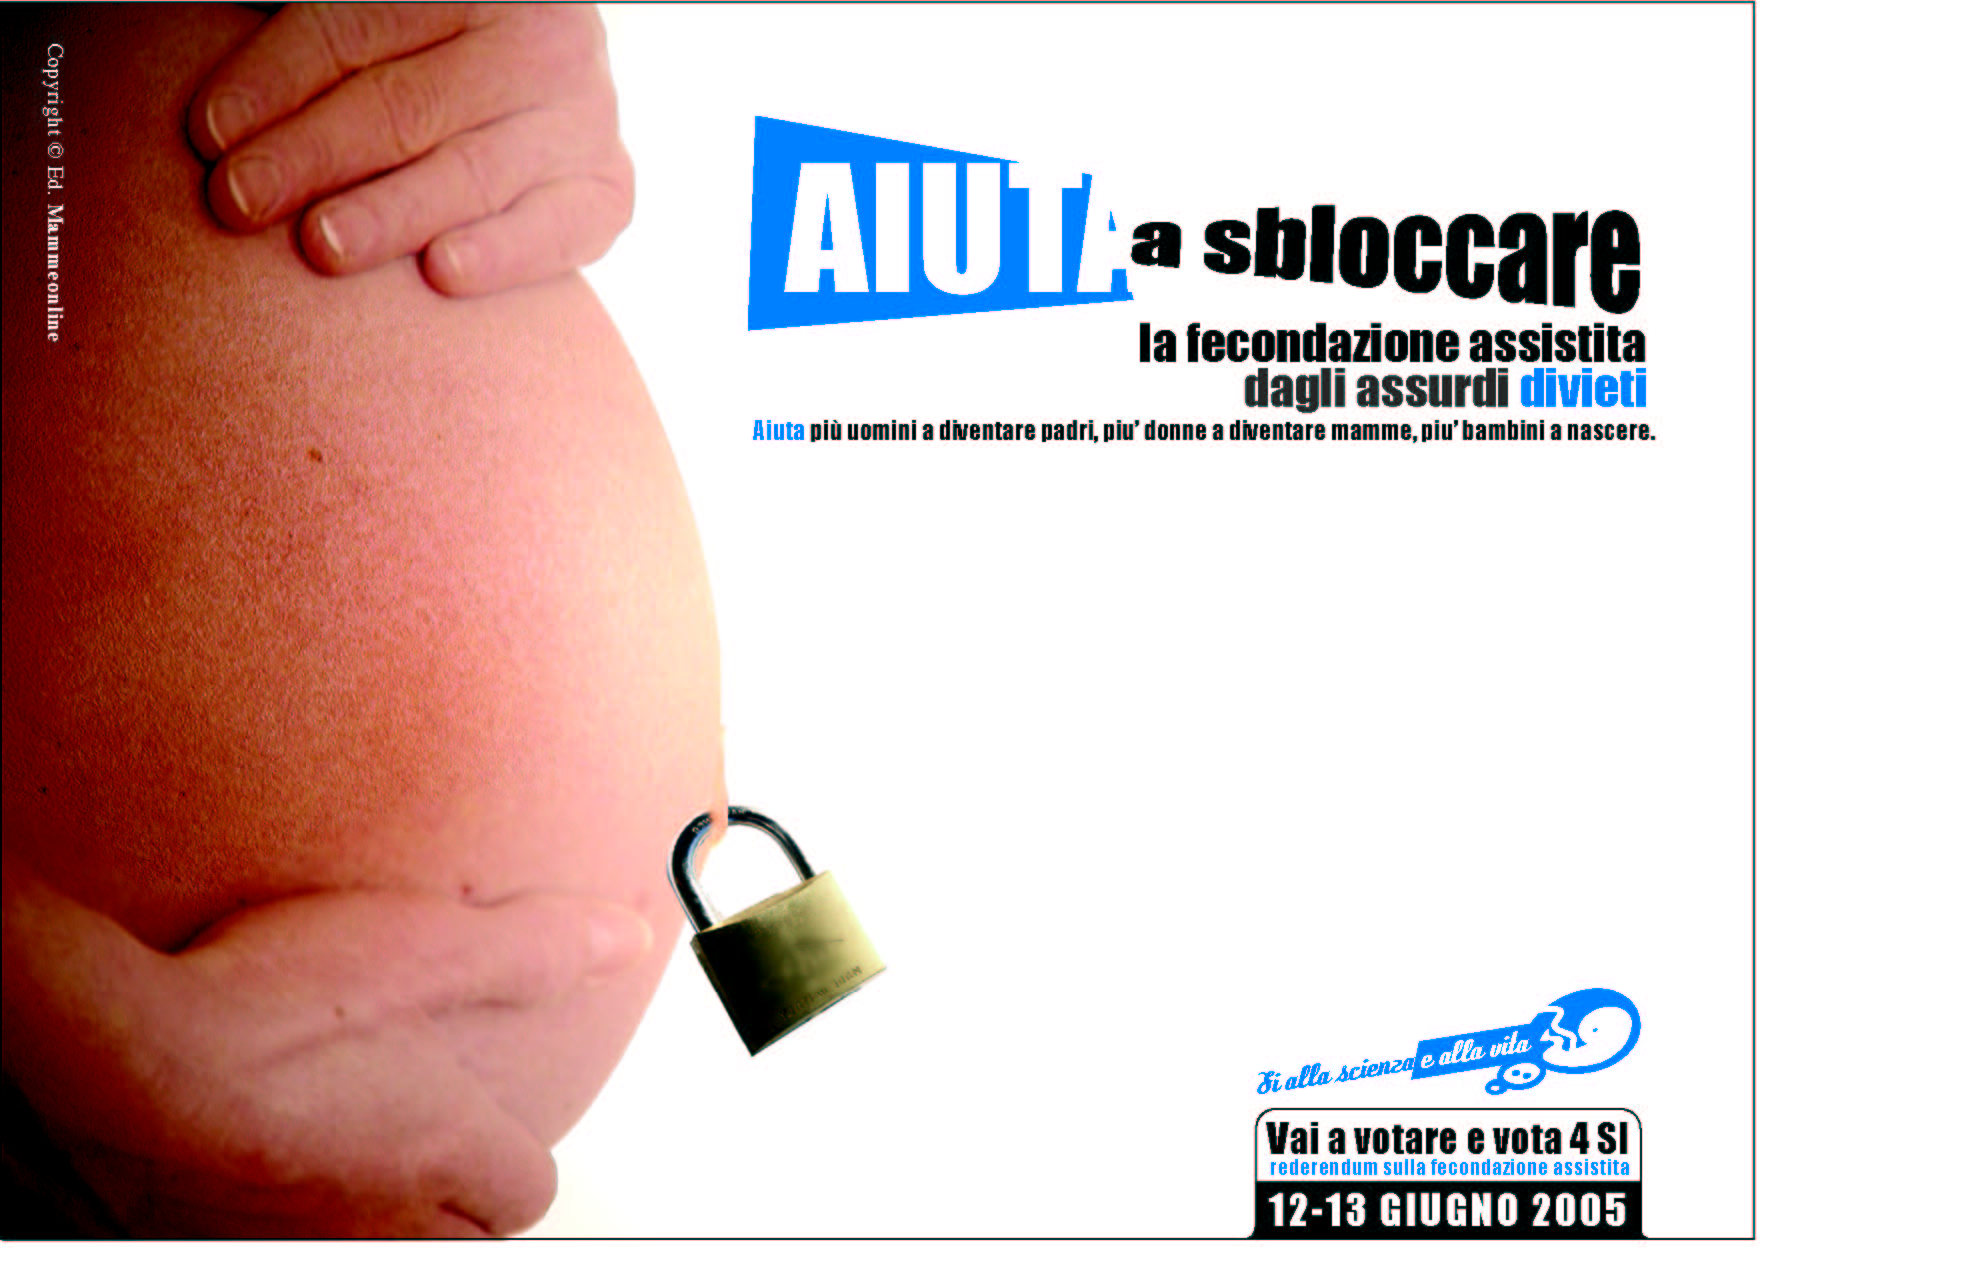 Copyright © Ed. Mammeonline
AIUTA a sbloccare
la fecondazione assistita
dagli assurdi divieti
Aiuta più uomini a diventare padri, piu' donne a diventare mamme, piu' bambini a nascere.
Si alla scienza e alla vita
Vai a votare e vota 4 SI
rederendum sulla fecondazione assistita
12-13 GIUGNO 2005